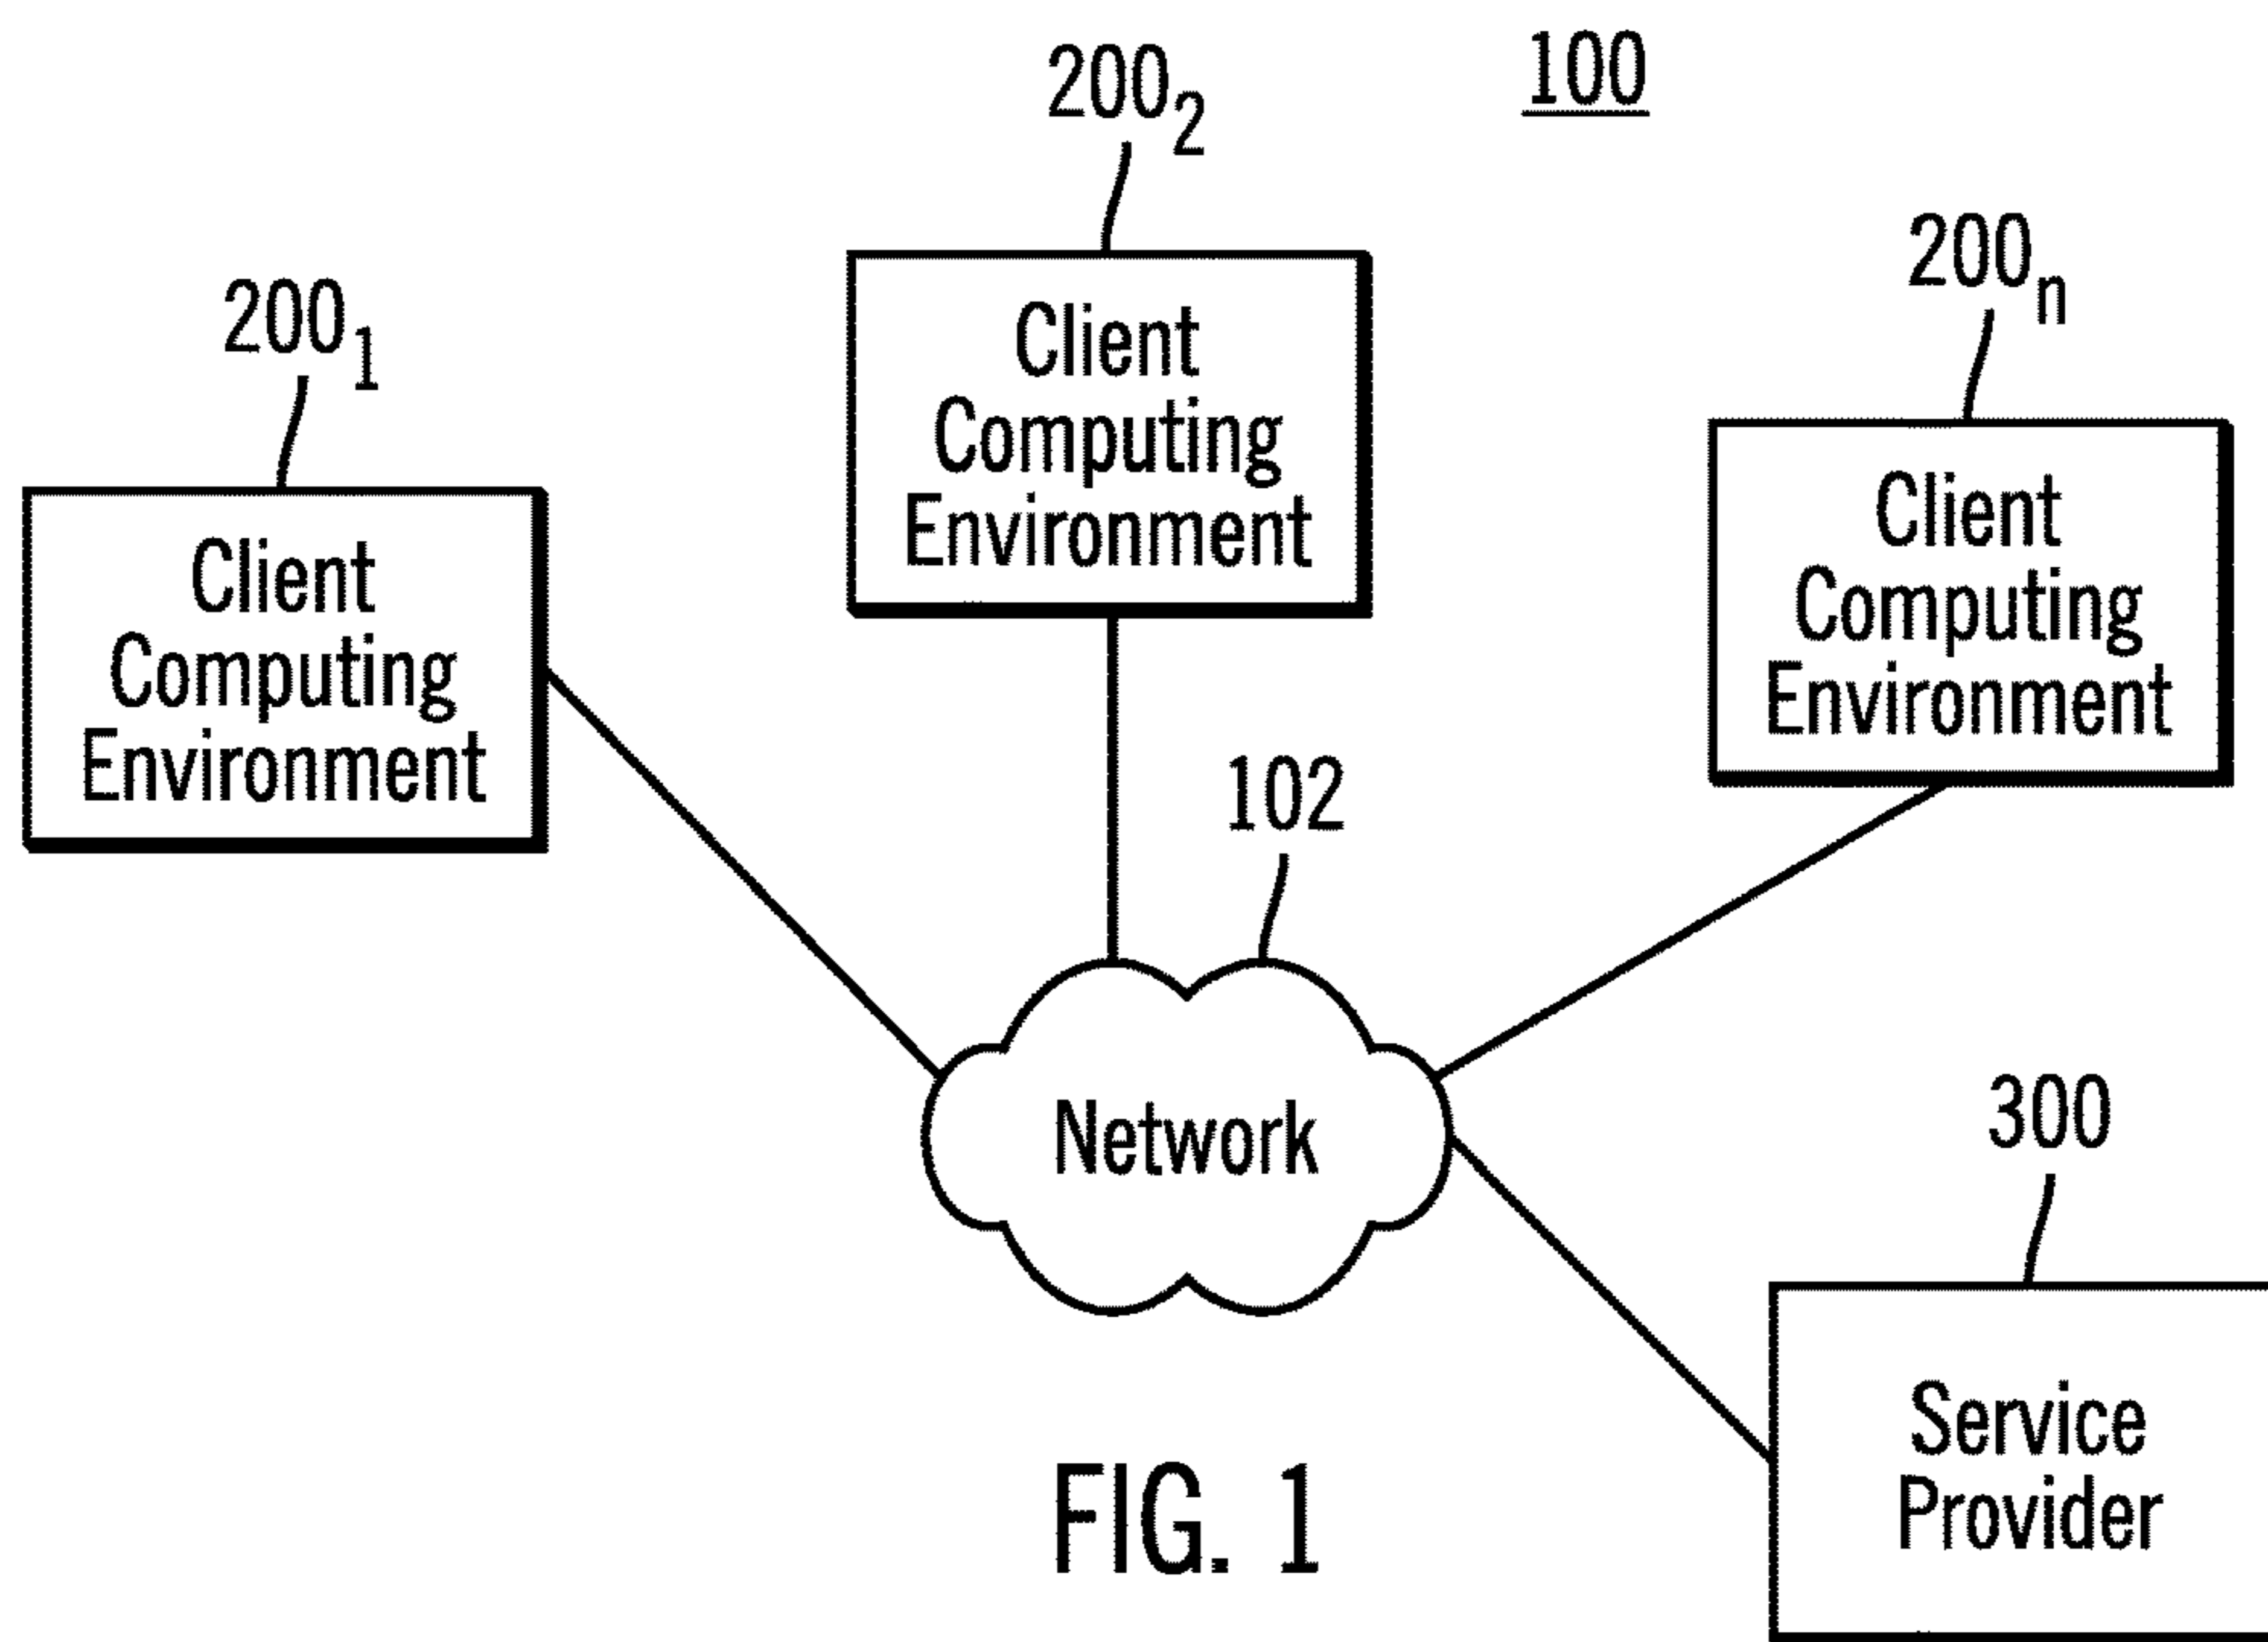 100
200₂
200ₙ
200₁
Client
Computing
Environment
Client
Computing
Environment
Client
Computing
Environment
102
Network
300
Service
Provider
FIG. 1